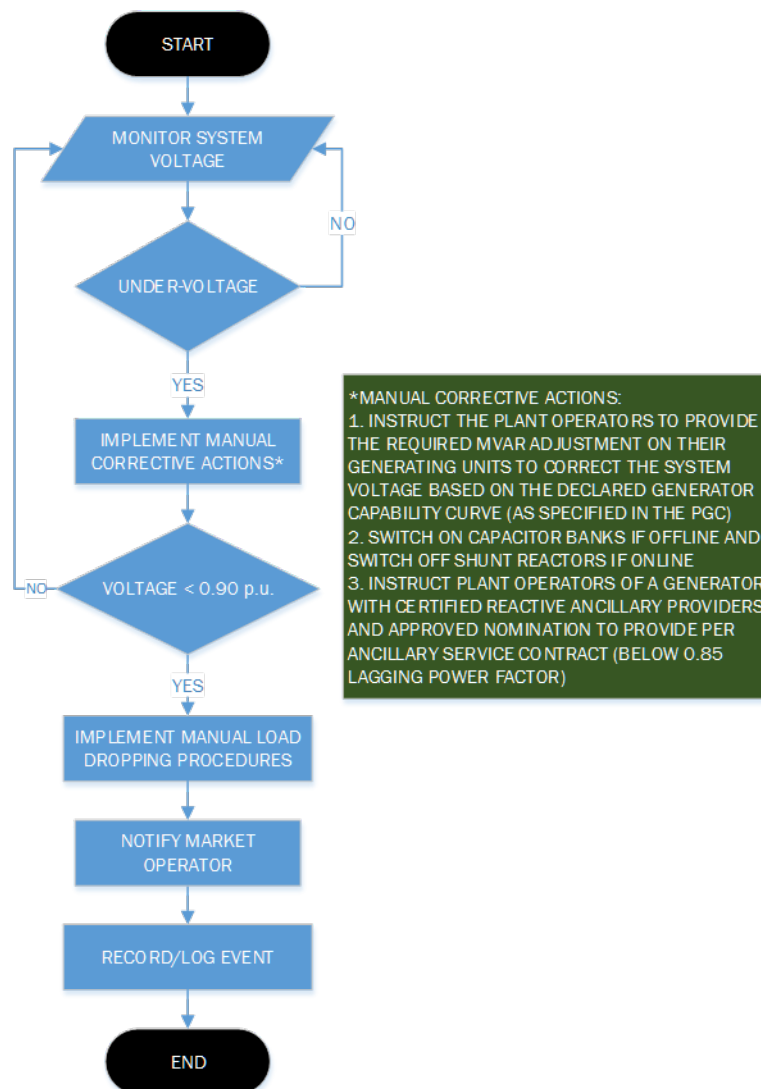 START
MONITOR SYSTEM
VOLTAGE
NO
UNDER-VOLTAGE
YES
IMPLEMENT MANUAL
CORRECTIVE ACTIONS*
*MANUAL CORRECTIVE ACTIONS:
1. INSTRUCT THE PLANT OPERATORS TO PROVIDE
THE REQUIRED MVAR ADJUSTMENT ON THEIR
GENERATING UNITS TO CORRECT THE SYSTEM
VOLTAGE BASED ON THE DECLARED GENERATOR
CAPABILITY CURVE (AS SPECIFIED IN THE PGC)
2. SWITCH ON CAPACITOR BANKS IF OFFLINE AND
SWITCH OFF SHUNT REACTORS IF ONLINE
3. INSTRUCT PLANT OPERATORS OF A GENERATOR
WITH CERTIFIED REACTIVE ANCILLARY PROVIDERS
AND APPROVED NOMINATION TO PROVIDE PER
ANCILLARY SERVICE CONTRACT (BELOW 0.85
LAGGING POWER FACTOR)
NO
VOLTAGE < 0.90 p.u.
YES
IMPLEMENT MANUAL LOAD
DROPPING PROCEDURES
NOTIFY MARKET
OPERATOR
RECORD/LOG EVENT
END